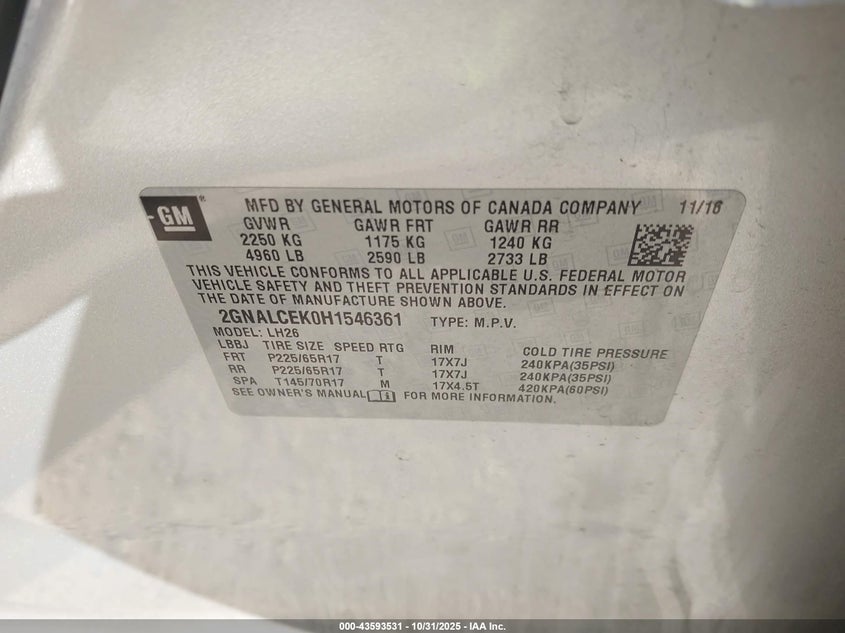 GM ®
MFD BY GENERAL MOTORS OF CANADA COMPANY 11/16
GVWR GAWR FRT GAWR RR
2250 KG 1175 KG 1240 KG
4960 LB 2590 LB 2733 LB
THIS VEHICLE CONFORMS TO ALL APPLICABLE U.S. FEDERAL MOTOR
VEHICLE SAFETY AND THEFT PREVENTION STANDARDS IN EFFECT ON
THE DATE OF MANUFACTURE SHOWN ABOVE.
2GNALCEK0H1546361 TYPE: M.P.V.
MODEL: LH26
LBBJ TIRE SIZE SPEED RTG RIM COLD TIRE PRESSURE
FRT P225/65R17 T 17X7J 240KPA(35PSI)
RR P225/65R17 T 17X7J 240KPA(35PSI)
SPA T145/70R17 M 17X4.5T 420KPA(60PSI)
SEE OWNER'S MANUAL FOR MORE INFORMATION.
000-43593531 - 10/31/2025 - IAA Inc.